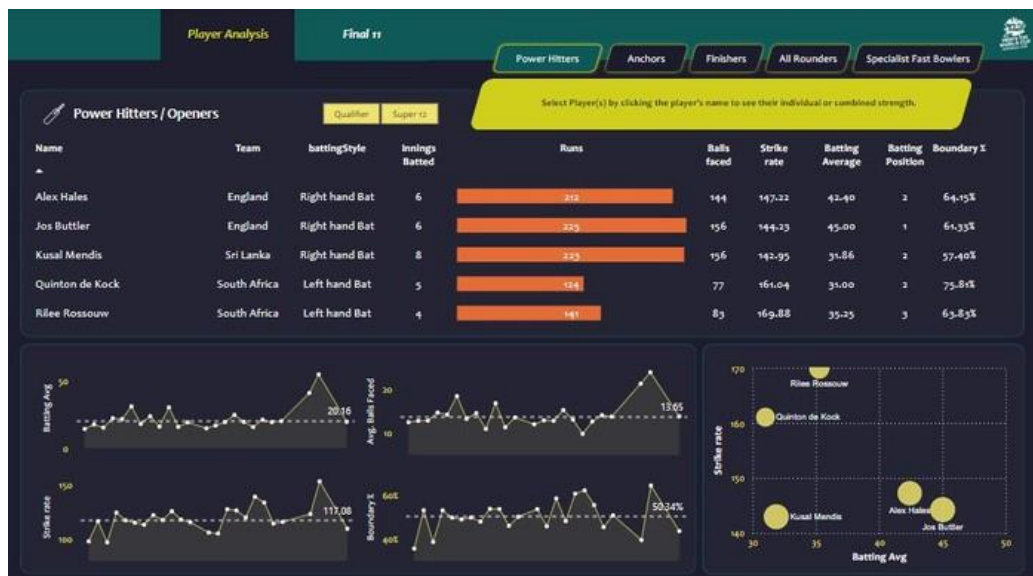 Player Analysis
Final 11
Power Hitters
Anchors
Finishers
All Rounders
Specialist Fast Bowlers
Select Player(s) by clicking the player's name to see their individual or combined strength.
Power Hitters / Openers
Qualifier
Super 12
Name Team battingStyle Innings Batted Runs Balls faced Strike rate Batting Average Batting Position Boundary %
Alex Hales England Right hand Bat 6 212 144 147.22 42.40 2 64.15%
Jos Buttler England Right hand Bat 6 225 156 144.23 45.00 1 61.33%
Kusal Mendis Sri Lanka Right hand Bat 8 223 156 142.95 31.86 2 57.40%
Quinton de Kock South Africa Left hand Bat 5 124 77 161.04 31.00 2 75.81%
Rilee Rossouw South Africa Left hand Bat 4 141 83 169.88 35.25 3 63.83%
Batting Avg
50
0
20.16
Avg. Balls Faced
20
10
13.65
Strike rate
150
100
117.08
Boundary %
60%
40%
50.34%
Strike rate
170
160
150
140
Rilee Rossouw
Quinton de Kock
Kusal Mendis
Alex Hales
Jos Buttler
30 35 40 45 50
Batting Avg